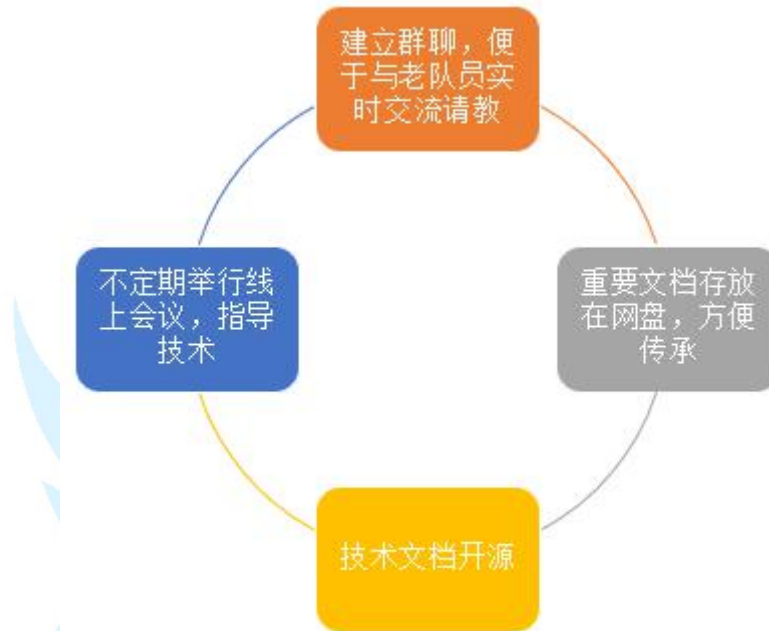 建立群聊，便
于与老队员实
时交流请教
不定期举行线
上会议，指导
技术
重要文档存放
在网盘，方便
传承
技术文档开源